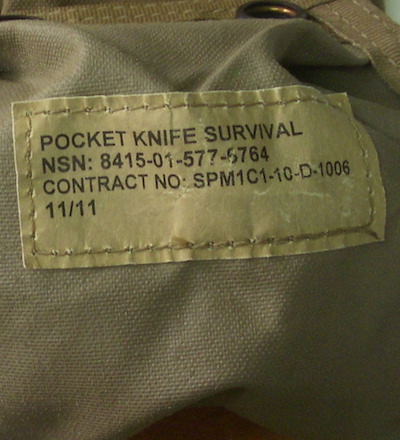 POCKET KNIFE SURVIVAL
NSN: 8415-01-577-6764
CONTRACT NO: SPM1C1-10-D-1006
11/11